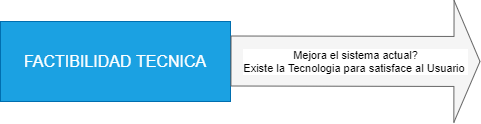 FACTIBILIDAD TECNICA
Mejora el sistema actual?
Existe la Tecnologia para satisface al Usuario